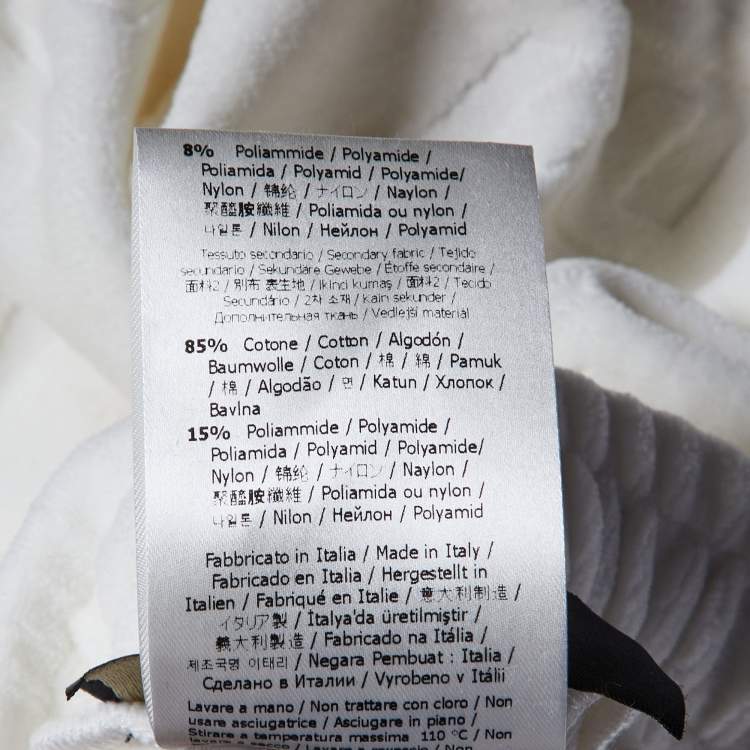 8% Poliammide / Polyamide /
Poliamida / Polyamid / Polyamide/
Nylon / 锦纶 / ナイロン / Naylon /
聚醯胺纖維 / Poliamida ou nylon /
나일론 / Nilon / Нейлон / Polyamid
Tessuto secondario / Secondary fabric / Tejido
secundario / Sekundäre Gewebe / Étoffe secondaire /
面料2 / 別布 表生地 / Ikinci kumaş / 面料2 / Tecido
Secundário / 2차 소재 / kain sekunder /
Дополнительная ткань / Vedlejší material
85% Cotone / Cotton / Algodón /
Baumwolle / Coton / 棉 / 綿 / Pamuk
/ 棉 / Algodão / 면 / Katun / Хлопок /
Bavlna
15% Poliammide / Polyamide /
Poliamida / Polyamid / Polyamide/
Nylon / 锦纶 / ナイロン / Naylon /
聚醯胺纖維 / Poliamida ou nylon /
나일론 / Nilon / Нейлон / Polyamid
Fabbricato in Italia / Made in Italy /
Fabricado en Italia / Hergestellt in
Italien / Fabriqué en Italie / 意大利制造 /
イタリア製 / İtalya'da üretilmiştir /
義大利製造 / Fabricado na Itália /
제조국명 이태리 / Negara Pembuat : Italia /
Сделано в Италии / Vyrobeno v Itálii
Lavare a mano / Non trattare con cloro / Non
usare asciugatrice / Asciugare in piano /
Stirare a temperatura massima 110 °C / Non
lavare a secco / Non